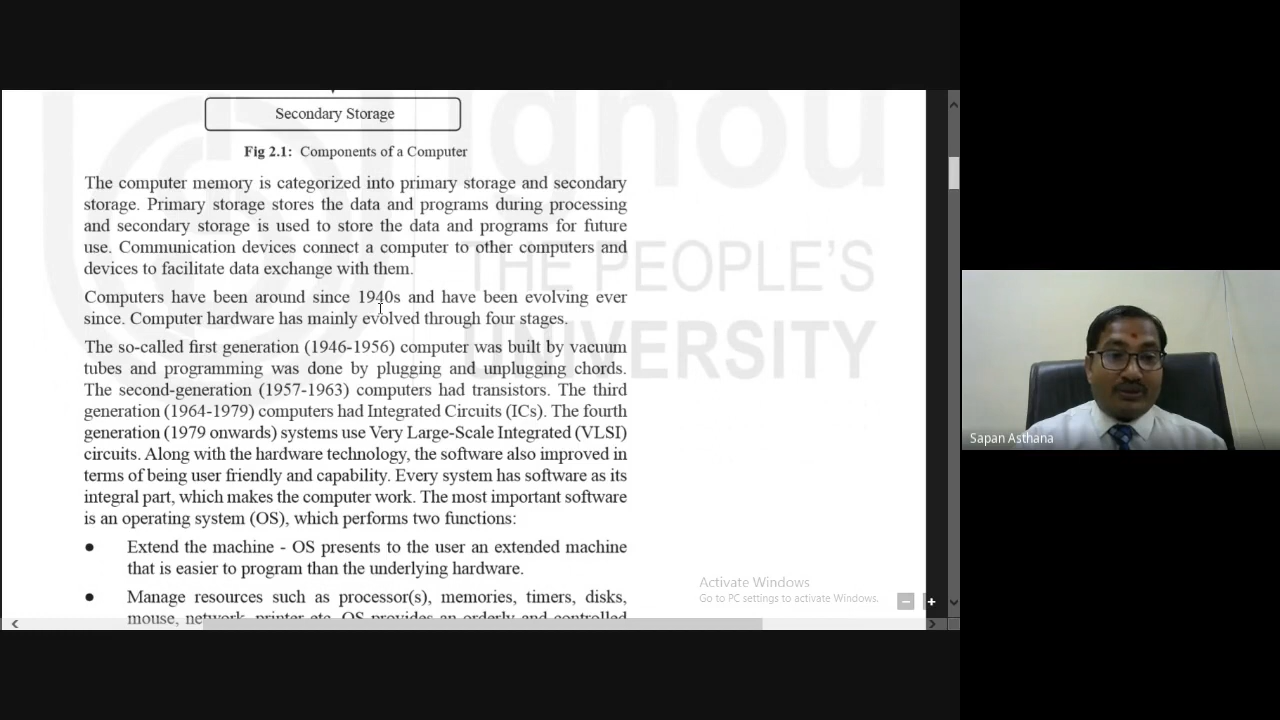 Secondary Storage
Fig 2.1: Components of a Computer
The computer memory is categorized into primary storage and secondary
storage. Primary storage stores the data and programs during processing
and secondary storage is used to store the data and programs for future
use. Communication devices connect a computer to other computers and
devices to facilitate data exchange with them.
Computers have been around since 1940s and have been evolving ever
since. Computer hardware has mainly evolved through four stages.
The so-called first generation (1946-1956) computer was built by vacuum
tubes and programming was done by plugging and unplugging chords.
The second-generation (1957-1963) computers had transistors. The third
generation (1964-1979) computers had Integrated Circuits (ICs). The fourth
generation (1979 onwards) systems use Very Large-Scale Integrated (VLSI)
circuits. Along with the hardware technology, the software also improved in
terms of being user friendly and capability. Every system has software as its
integral part, which makes the computer work. The most important software
is an operating system (OS), which performs two functions:
● Extend the machine - OS presents to the user an extended machine
that is easier to program than the underlying hardware.
● Manage resources such as processor(s), memories, timers, disks,
mouse, network, printer etc. OS provides an orderly and controlled
ignou
THE PEOPLE'S
UNIVERSITY
Activate Windows
Go to PC settings to activate Windows.
Sapan Asthana